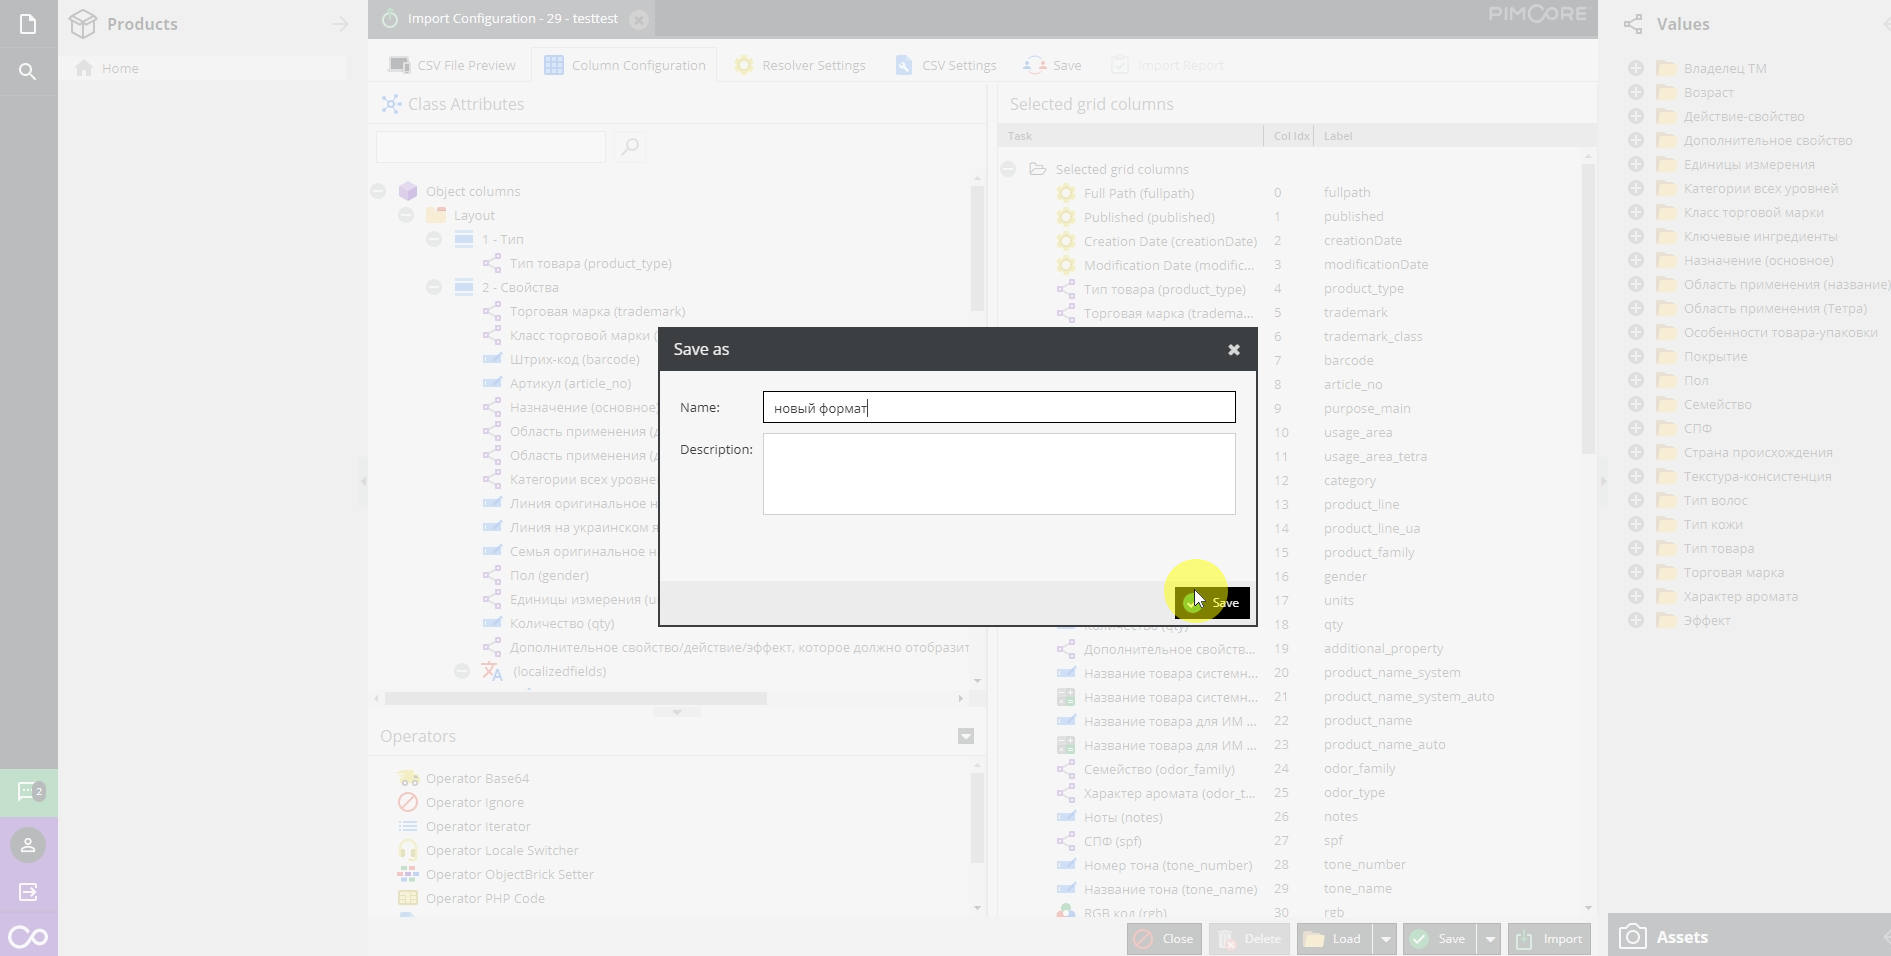 Products
Home
Import Configuration - 29 - testtest
PIMCORE
CSV File Preview
Column Configuration
Resolver Settings
CSV Settings
Save
Import Report
Class Attributes
Object columns
Layout
1 - Тип
Тип товара (product_type)
2 - Свойства
Торговая марка (trademark)
Класс торговой марки (
Штрих-код (barcode)
Артикул (article_no)
Назначение (основное)
Область применения (
Область применения (
Категории всех уровне
Линия оригинальное н
Линия на украинском я
Семья оригинальное н
Пол (gender)
Единицы измерения (u
Количество (qty)
Дополнительное свойство/действие/эффект, которое должно отобразит
(localizedfields)
Operators
Operator Base64
Operator Ignore
Operator Iterator
Operator Locale Switcher
Operator ObjectBrick Setter
Operator PHP Code
Selected grid columns
Task Col Idx Label
Selected grid columns
Full Path (fullpath) 0 fullpath
Published (published) 1 published
Creation Date (creationDate) 2 creationDate
Modification Date (modific... 3 modificationDate
Тип товара (product_type) 4 product_type
Торговая марка (tradema... 5 trademark
6 trademark_class
7 barcode
8 article_no
9 purpose_main
10 usage_area
11 usage_area_tetra
12 category
13 product_line
14 product_line_ua
15 product_family
16 gender
17 units
Количество (qty) 18 qty
Дополнительное свойств... 19 additional_property
Название товара системн... 20 product_name_system
Название товара системн... 21 product_name_system_auto
Название товара для ИМ ... 22 product_name
Название товара для ИМ ... 23 product_name_auto
Семейство (odor_family) 24 odor_family
Характер аромата (odor_t... 25 odor_type
Ноты (notes) 26 notes
СПФ (spf) 27 spf
Номер тона (tone_number) 28 tone_number
Название тона (tone_name) 29 tone_name
RGB код (rgb) 30 rgb
Save as
Name:
новый формат
Description:
Save
Close
Delete
Load
Save
Import
Values
Владелец ТМ
Возраст
Действие-свойство
Дополнительное свойство
Единицы измерения
Категории всех уровней
Класс торговой марки
Ключевые ингредиенты
Назначение (основное)
Область применения (название)
Область применения (Тетра)
Особенности товара-упаковки
Покрытие
Пол
Семейство
СПФ
Страна происхождения
Текстура-консистенция
Тип волос
Тип кожи
Тип товара
Торговая марка
Характер аромата
Эффект
Assets
2